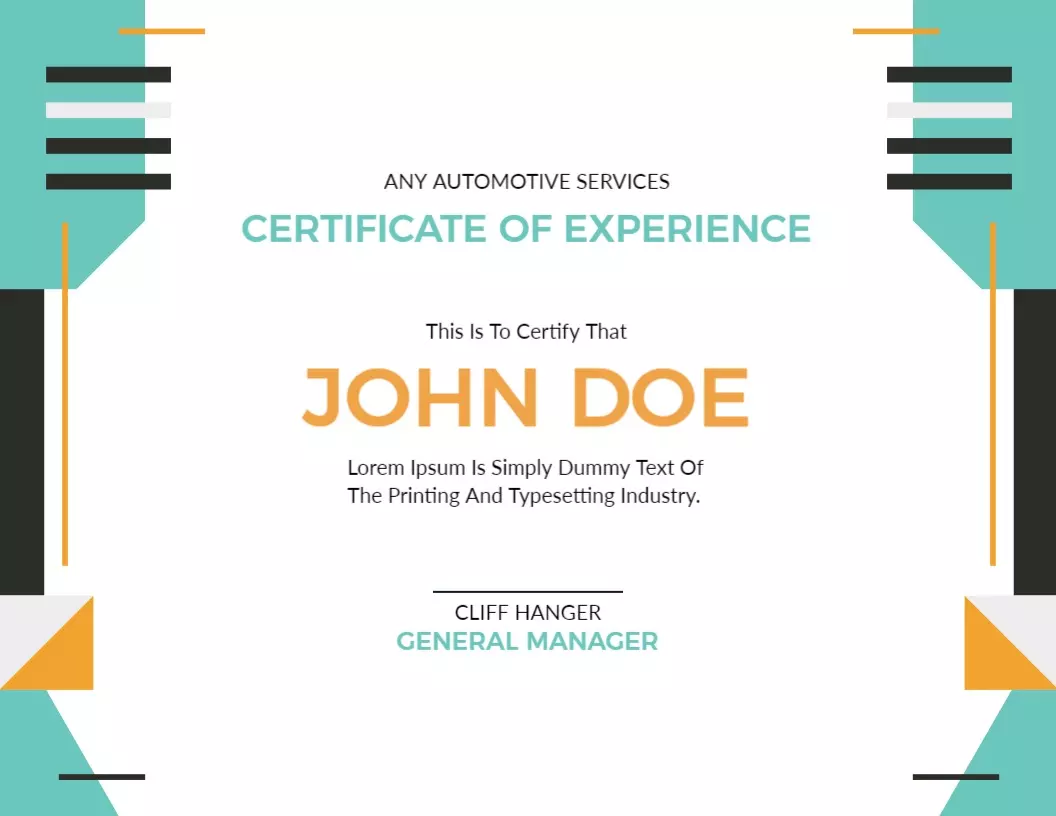 ANY AUTOMOTIVE SERVICES
CERTIFICATE OF EXPERIENCE
This Is To Certify That
JOHN DOE
Lorem Ipsum Is Simply Dummy Text Of
The Printing And Typesetting Industry.
CLIFF HANGER
GENERAL MANAGER